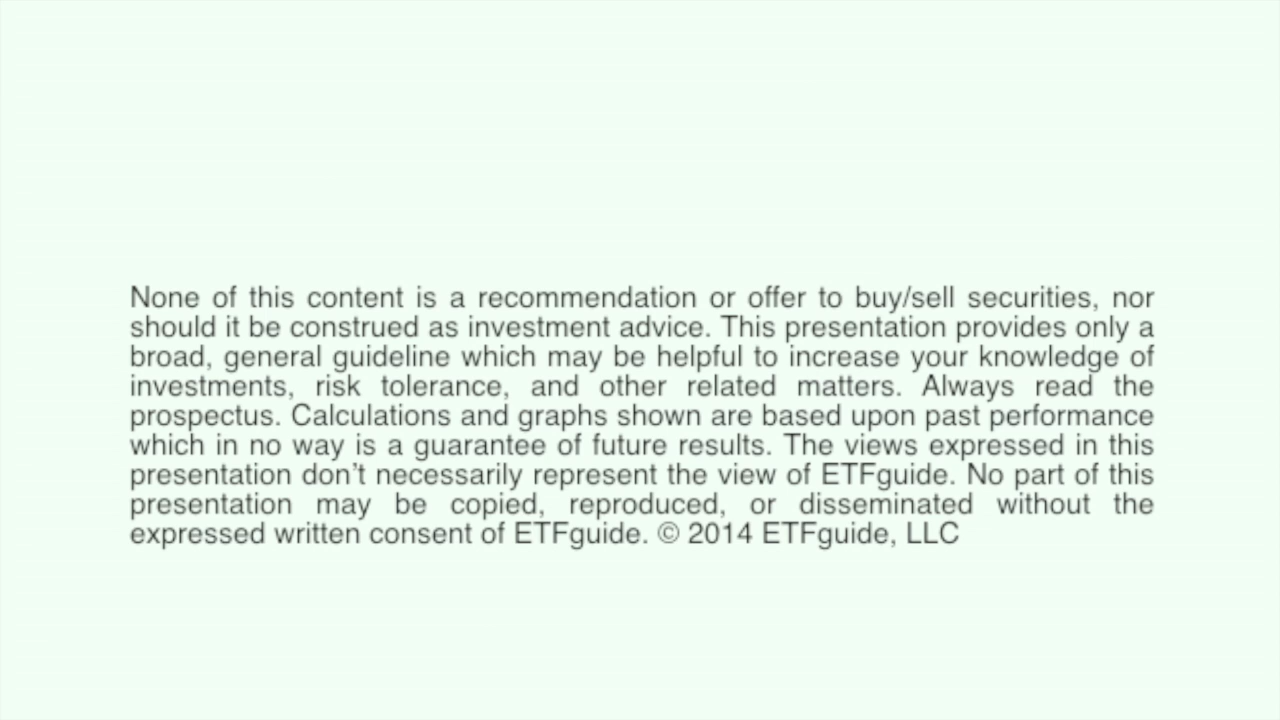 None of this content is a recommendation or offer to buy/sell securities, nor
should it be construed as investment advice. This presentation provides only a
broad, general guideline which may be helpful to increase your knowledge of
investments, risk tolerance, and other related matters. Always read the
prospectus. Calculations and graphs shown are based upon past performance
which in no way is a guarantee of future results. The views expressed in this
presentation don’t necessarily represent the view of ETFguide. No part of this
presentation may be copied, reproduced, or disseminated without the
expressed written consent of ETFguide. © 2014 ETFguide, LLC